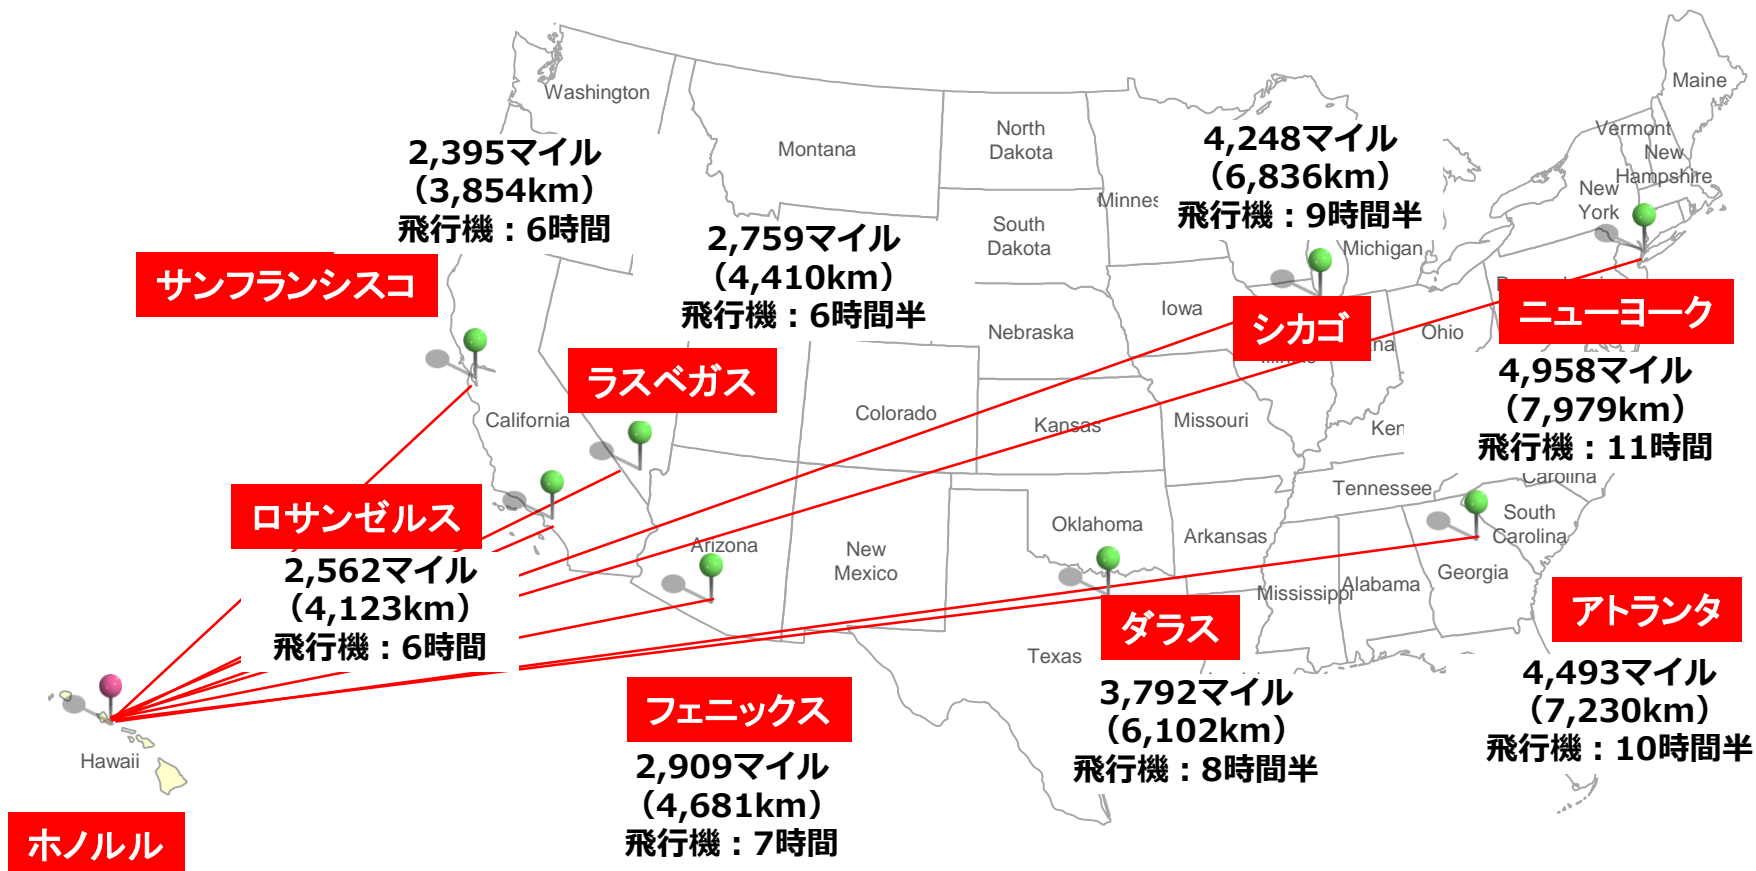 Washington
Montana
North
Dakota
Minnes
Michigan
Maine
Vermont
New
Hampshire
New
York
2,395マイル
（3,854km）
飛行機：6時間
サンフランシスコ
2,759マイル
（4,410km）
飛行機：6時間半
ラスベガス
South
Dakota
4,248マイル
（6,836km）
飛行機：9時間半
シカゴ
ニューヨーク
4,958マイル
（7,979km）
飛行機：11時間
Iowa
Nebraska
Ohio
na
California
Colorado
Kansas
Missouri
Ken
Tennessee
Carolina
South
Carolina
ロサンゼルス
2,562マイル
（4,123km）
飛行機：6時間
Arizona
New
Mexico
Oklahoma
Arkansas
Mississippi
Alabama
Georgia
Texas
ダラス
3,792マイル
（6,102km）
飛行機：8時間半
アトランタ
4,493マイル
（7,230km）
飛行機：10時間半
フェニックス
2,909マイル
（4,681km）
飛行機：7時間
Hawaii
ホノルル